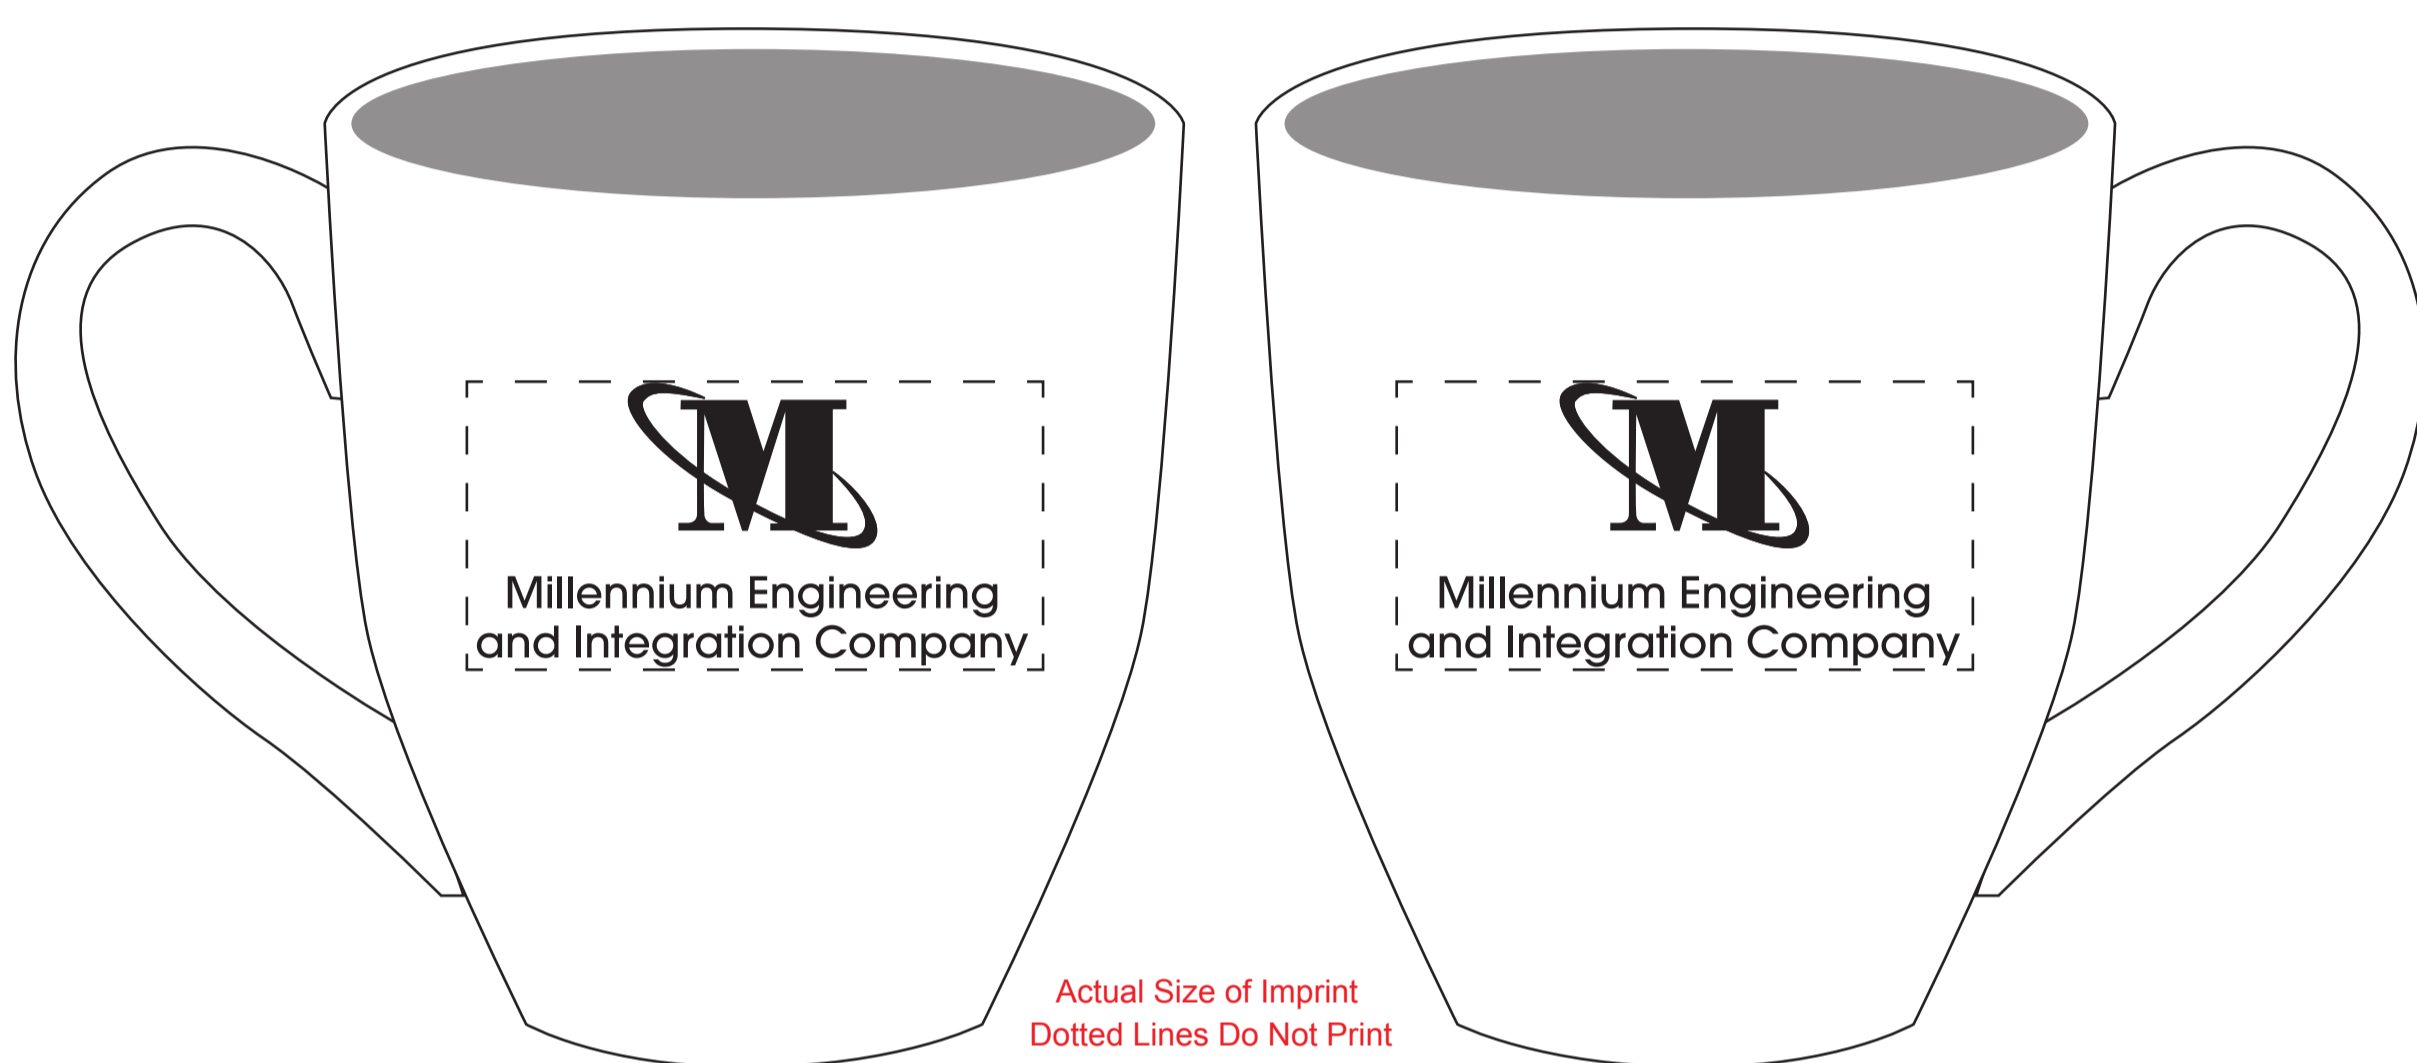 M
Millennium Engineering
and Integration Company
M
Millennium Engineering
and Integration Company
Actual Size of Imprint
Dotted Lines Do Not Print